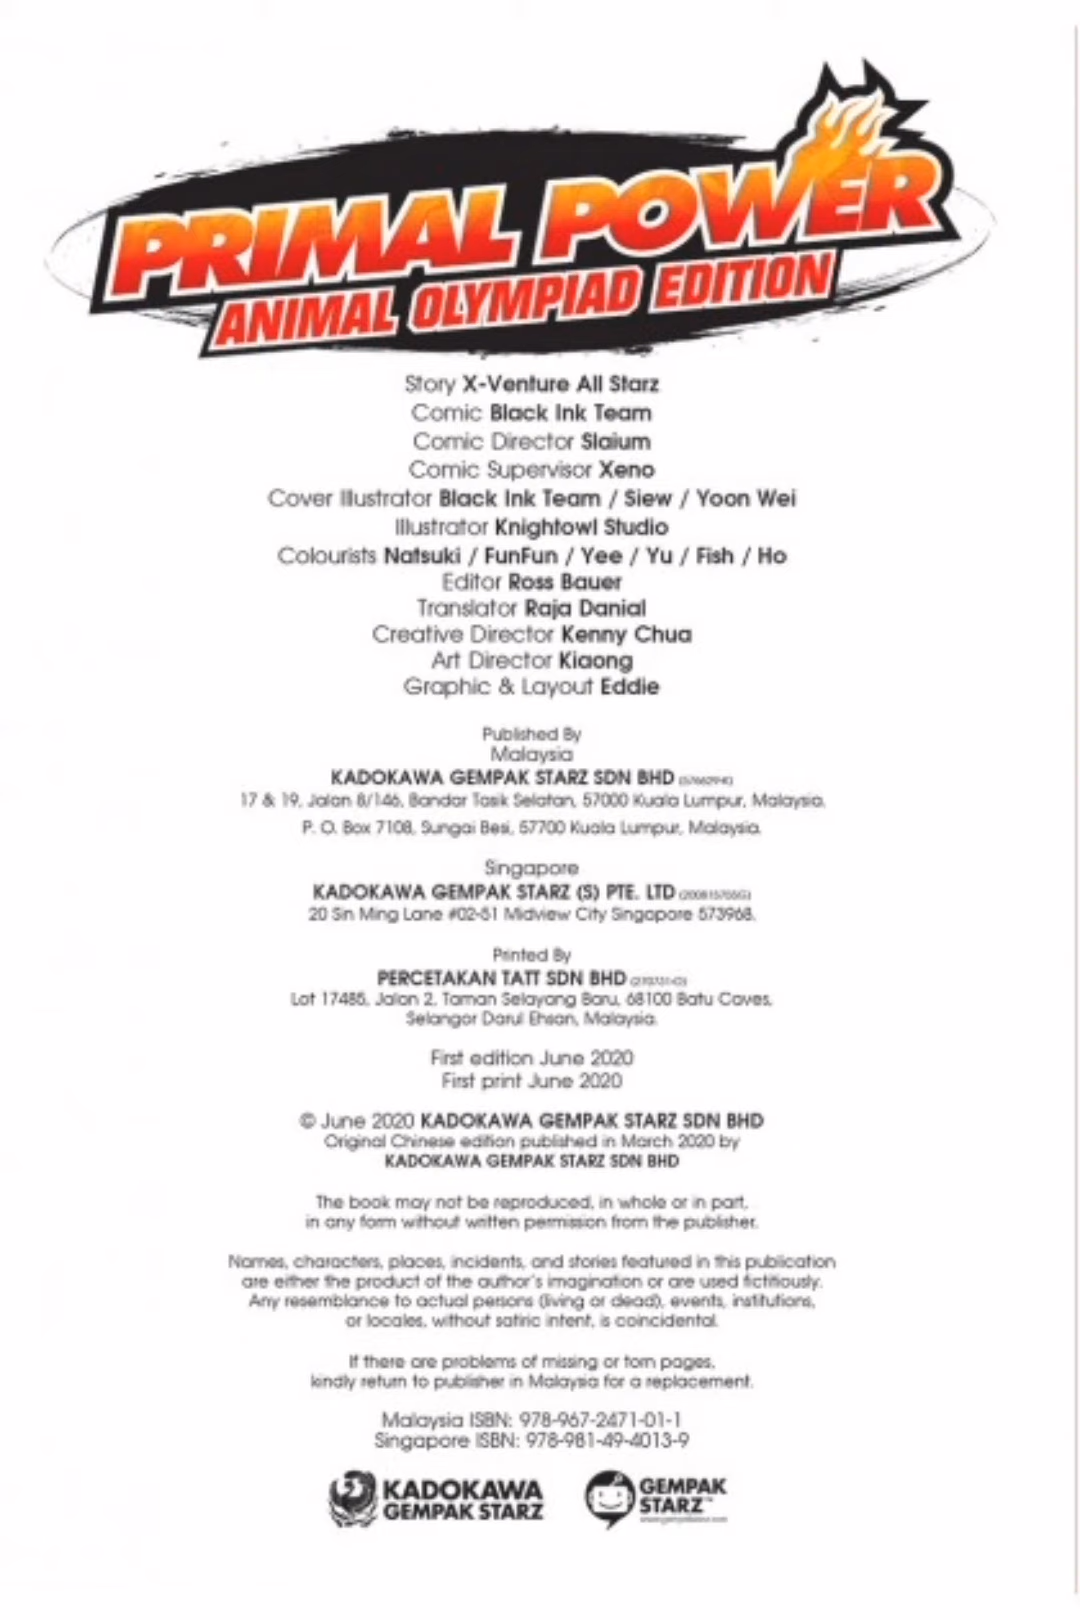 PRIMAL POWER
ANIMAL OLYMPIAD EDITION
Story X-Venture All Starz
Comic Black Ink Team
Comic Director Slaium
Comic Supervisor Xeno
Cover Illustrator Black Ink Team / Siew / Yoon Wei
Illustrator Knightowl Studio
Colourists Natsuki / FunFun / Yee / Yu / Fish / Ho
Editor Ross Bauer
Translator Raja Danial
Creative Director Kenny Chua
Art Director Kiaong
Graphic & Layout Eddie
Published By
Malaysia
KADOKAWA GEMPAK STARZ SDN BHD
17 & 19, Jalan 8/146, Bandar Tasik Selatan, 57000 Kuala Lumpur, Malaysia.
P. O. Box 7108, Sungai Besi, 57700 Kuala Lumpur, Malaysia.
Singapore
KADOKAWA GEMPAK STARZ (S) PTE. LTD
20 Sin Ming Lane #02-51 Midview City Singapore 573968.
Printed By
PERCETAKAN TATT SDN BHD
Lot 17485, Jalan 2, Taman Selayang Baru, 68100 Batu Caves,
Selangor Darul Ehsan, Malaysia.
First edition June 2020
First print June 2020
© June 2020 KADOKAWA GEMPAK STARZ SDN BHD
Original Chinese edition published in March 2020 by
KADOKAWA GEMPAK STARZ SDN BHD
The book may not be reproduced, in whole or in part,
in any form without written permission from the publisher.
Names, characters, places, incidents, and stories featured in this publication
are either the product of the author's imagination or are used fictitiously.
Any resemblance to actual persons (living or dead), events, institutions,
or locales, without satiric intent, is coincidental.
If there are problems of missing or torn pages,
kindly return to publisher in Malaysia for a replacement.
Malaysia ISBN: 978-967-2471-01-1
Singapore ISBN: 978-981-49-4013-9
KADOKAWA
GEMPAK STARZ
GEMPAK
STARZ™